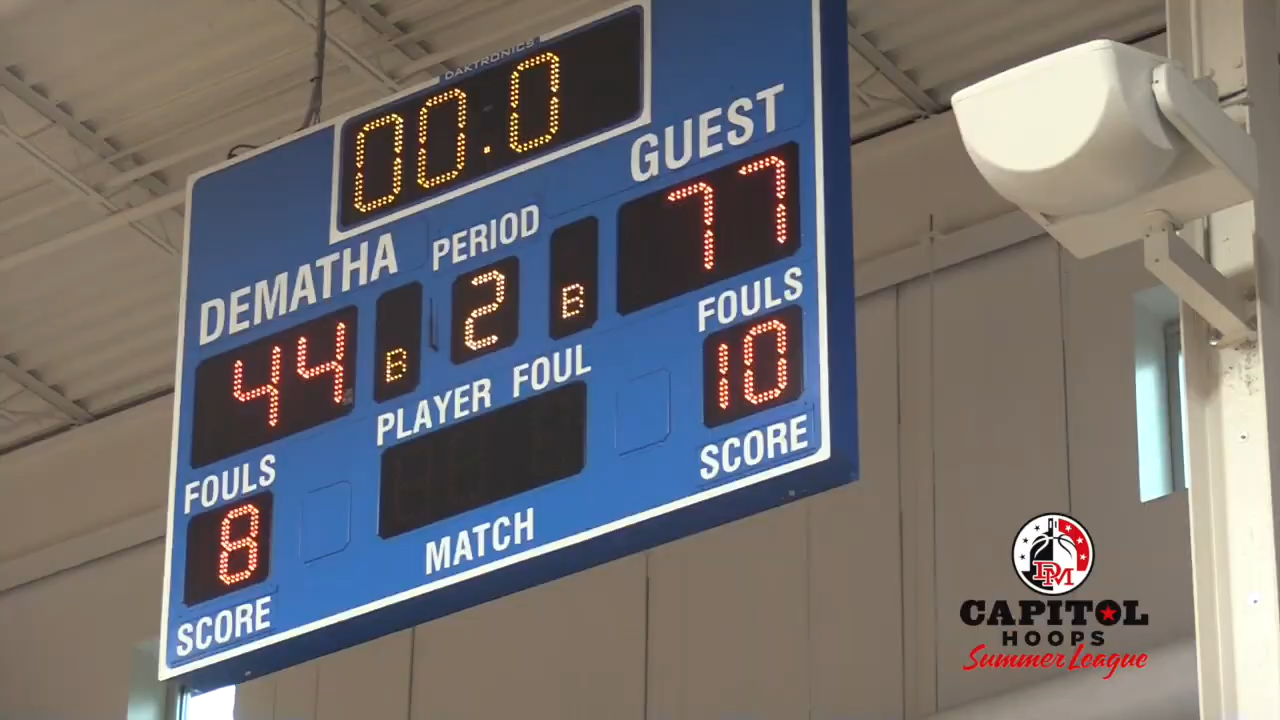 DAKTRONICS
00.0
GUEST
DEMATHA
PERIOD
77
44
B
2
B
FOULS
PLAYER FOUL
10
FOULS
SCORE
8
MATCH
SCORE
DM
CAPITOL
HOOPS
Summer League